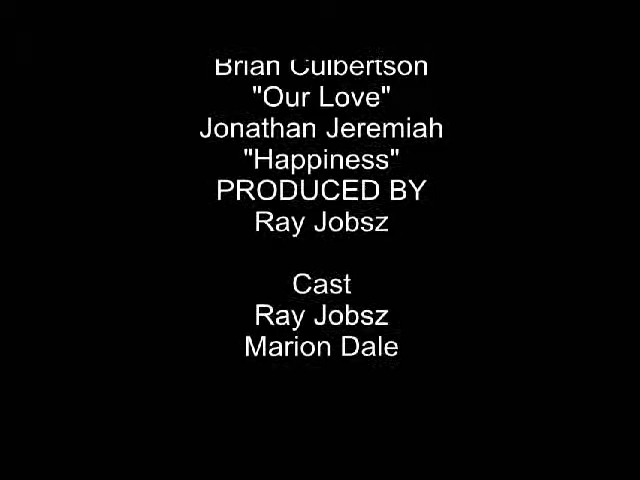 Brian Culbertson
"Our Love"
Jonathan Jeremiah
"Happiness"
PRODUCED BY
Ray Jobsz
Cast
Ray Jobsz
Marion Dale